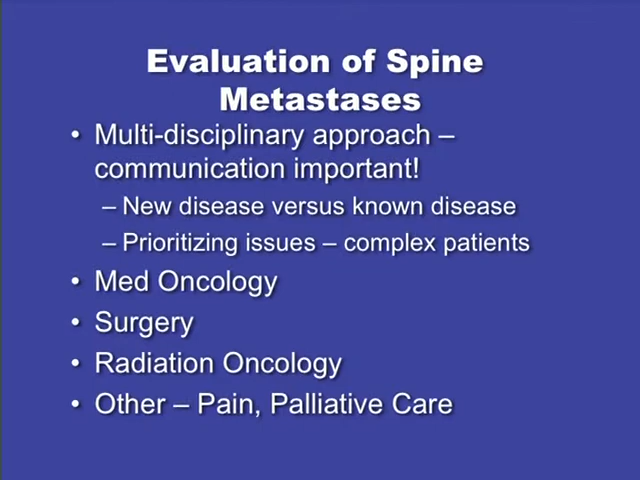 Evaluation of Spine
Metastases
• Multi-disciplinary approach –
communication important!
– New disease versus known disease
– Prioritizing issues – complex patients
• Med Oncology
• Surgery
• Radiation Oncology
• Other – Pain, Palliative Care